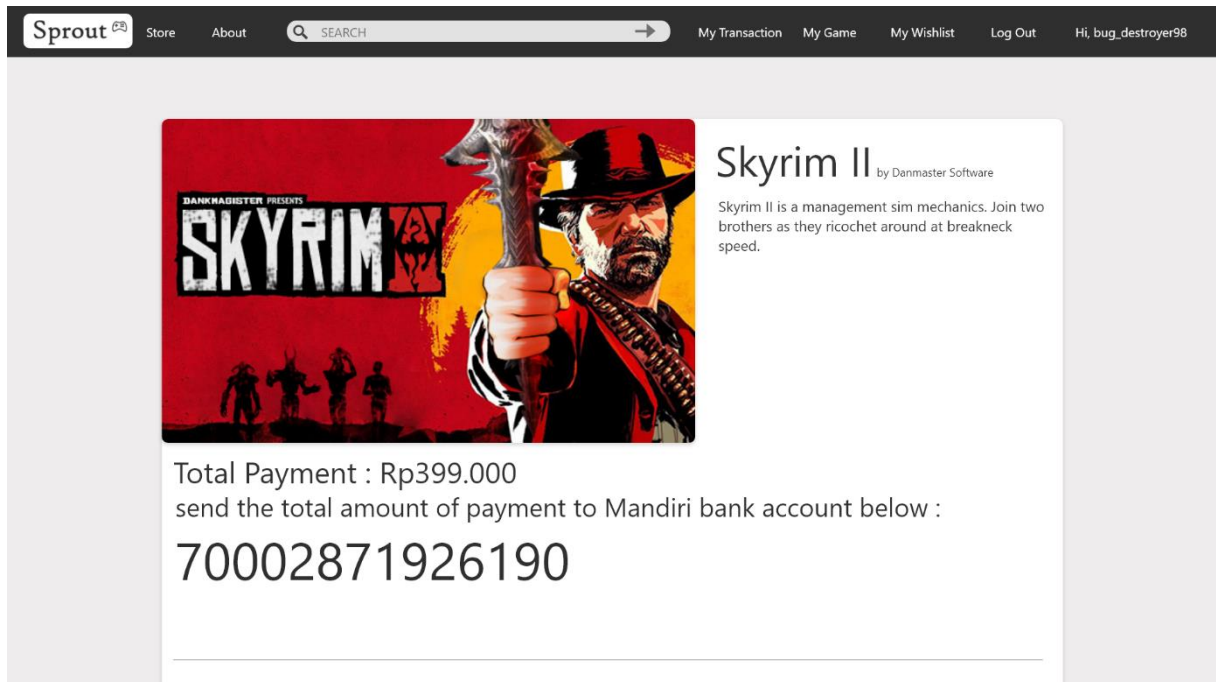 Sprout Store About SEARCH My Transaction My Game My Wishlist Log Out Hi, bug_destroyer98
DANKMAGISTER PRESENTS
SKYRIM II
Skyrim II by Danmaster Software
Skyrim II is a management sim mechanics. Join two
brothers as they ricochet around at breakneck
speed.
Total Payment : Rp399.000
send the total amount of payment to Mandiri bank account below :
70002871926190